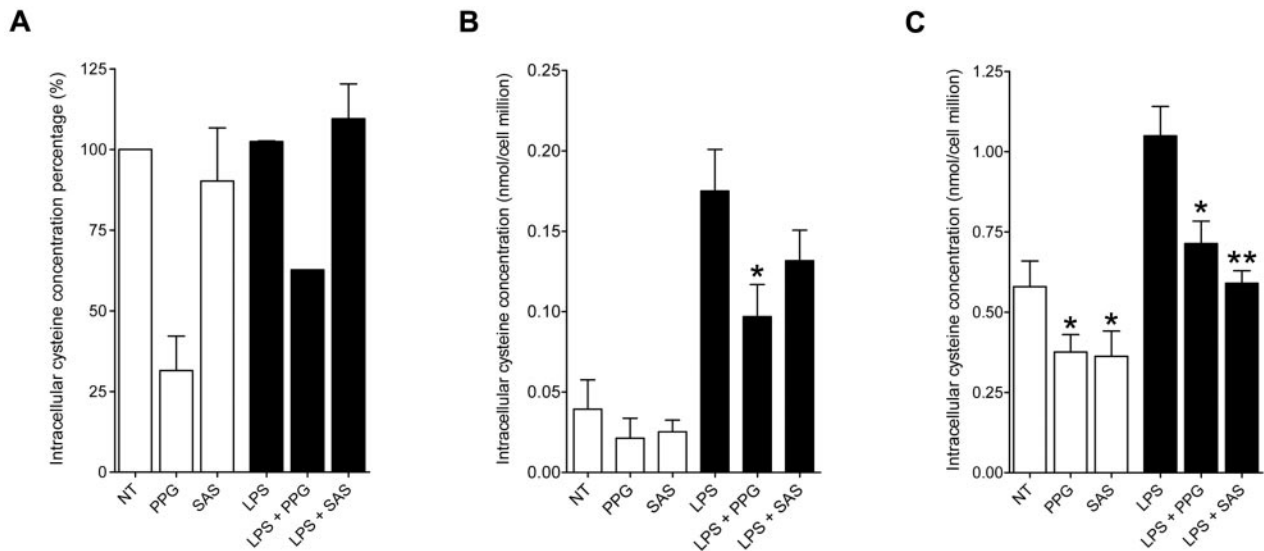 A
Intracellular cysteine concentration percentage (%)
125
100
75
50
25
0
NT
PPG
SAS
LPS
LPS + PPG
LPS + SAS
B
Intracellular cysteine concentration (nmol/cell million)
0.25
0.20
0.15
0.10
0.05
0.00
*
NT
PPG
SAS
LPS
LPS + PPG
LPS + SAS
C
Intracellular cysteine concentration (nmol/cell million)
1.25
1.00
0.75
0.50
0.25
0.00
*
*
*
**
NT
PPG
SAS
LPS
LPS + PPG
LPS + SAS